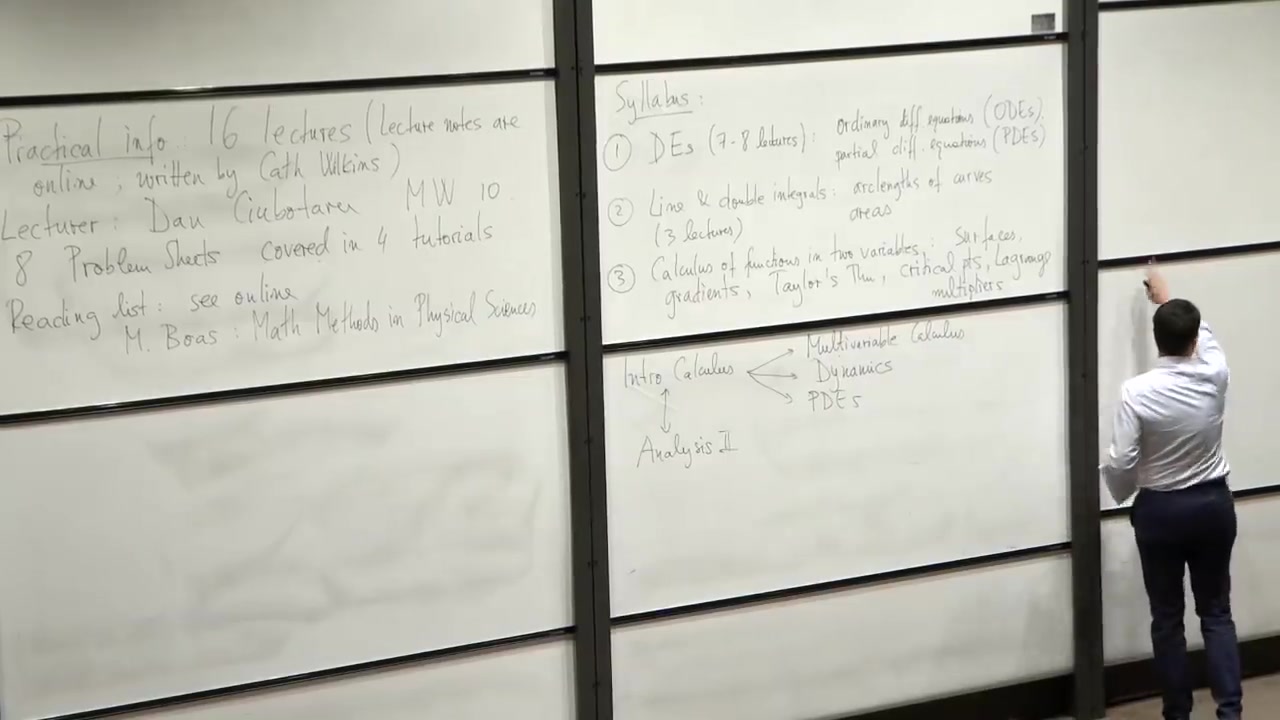 Practical info: 16 lectures (Lecture notes are
online, written by Cath Wilkins)
Lecturer: Dan Ciubotaru MW 10
8 Problem Sheets covered in 4 tutorials
Reading list: see online
M. Boas: Math Methods in Physical Sciences
Syllabus:
① DEs (7-8 lectures): ordinary diff equations (ODEs),
partial diff. equations (PDEs)
② Line & double integrals: arclengths of curves
(3 lectures) areas
③ Calculus of functions in two variables: Surfaces,
gradients, Taylor's Thm, critical pts, Lagrange
multipliers
Intro Calculus
Multivariable Calculus
Dynamics
PDEs
Analysis II